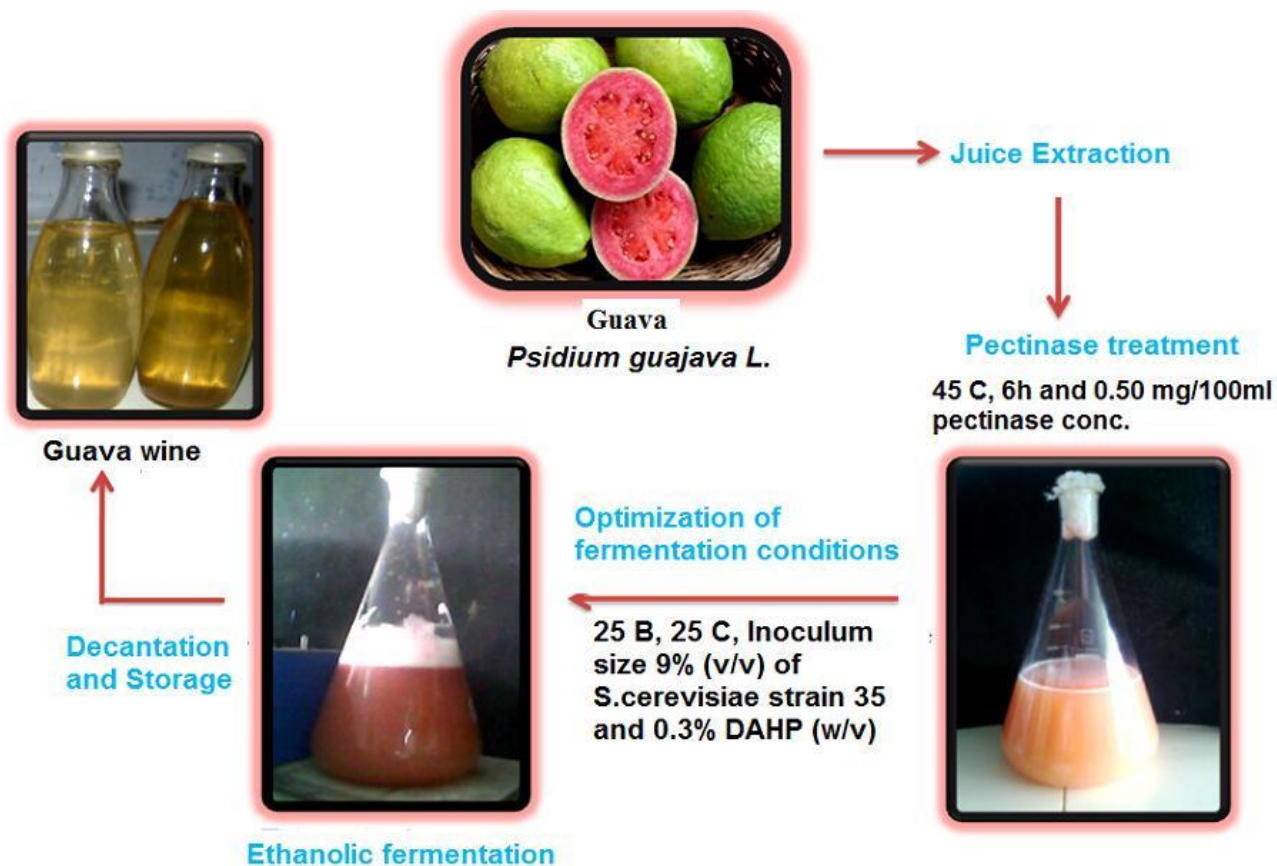 Guava
Psidium guajava L.
Juice Extraction
Pectinase treatment
45 C, 6h and 0.50 mg/100ml
pectinase conc.
Optimization of
fermentation conditions
25 B, 25 C, Inoculum
size 9% (v/v) of
S.cerevisiae strain 35
and 0.3% DAHP (w/v)
Ethanolic fermentation
Decantation
and Storage
Guava wine